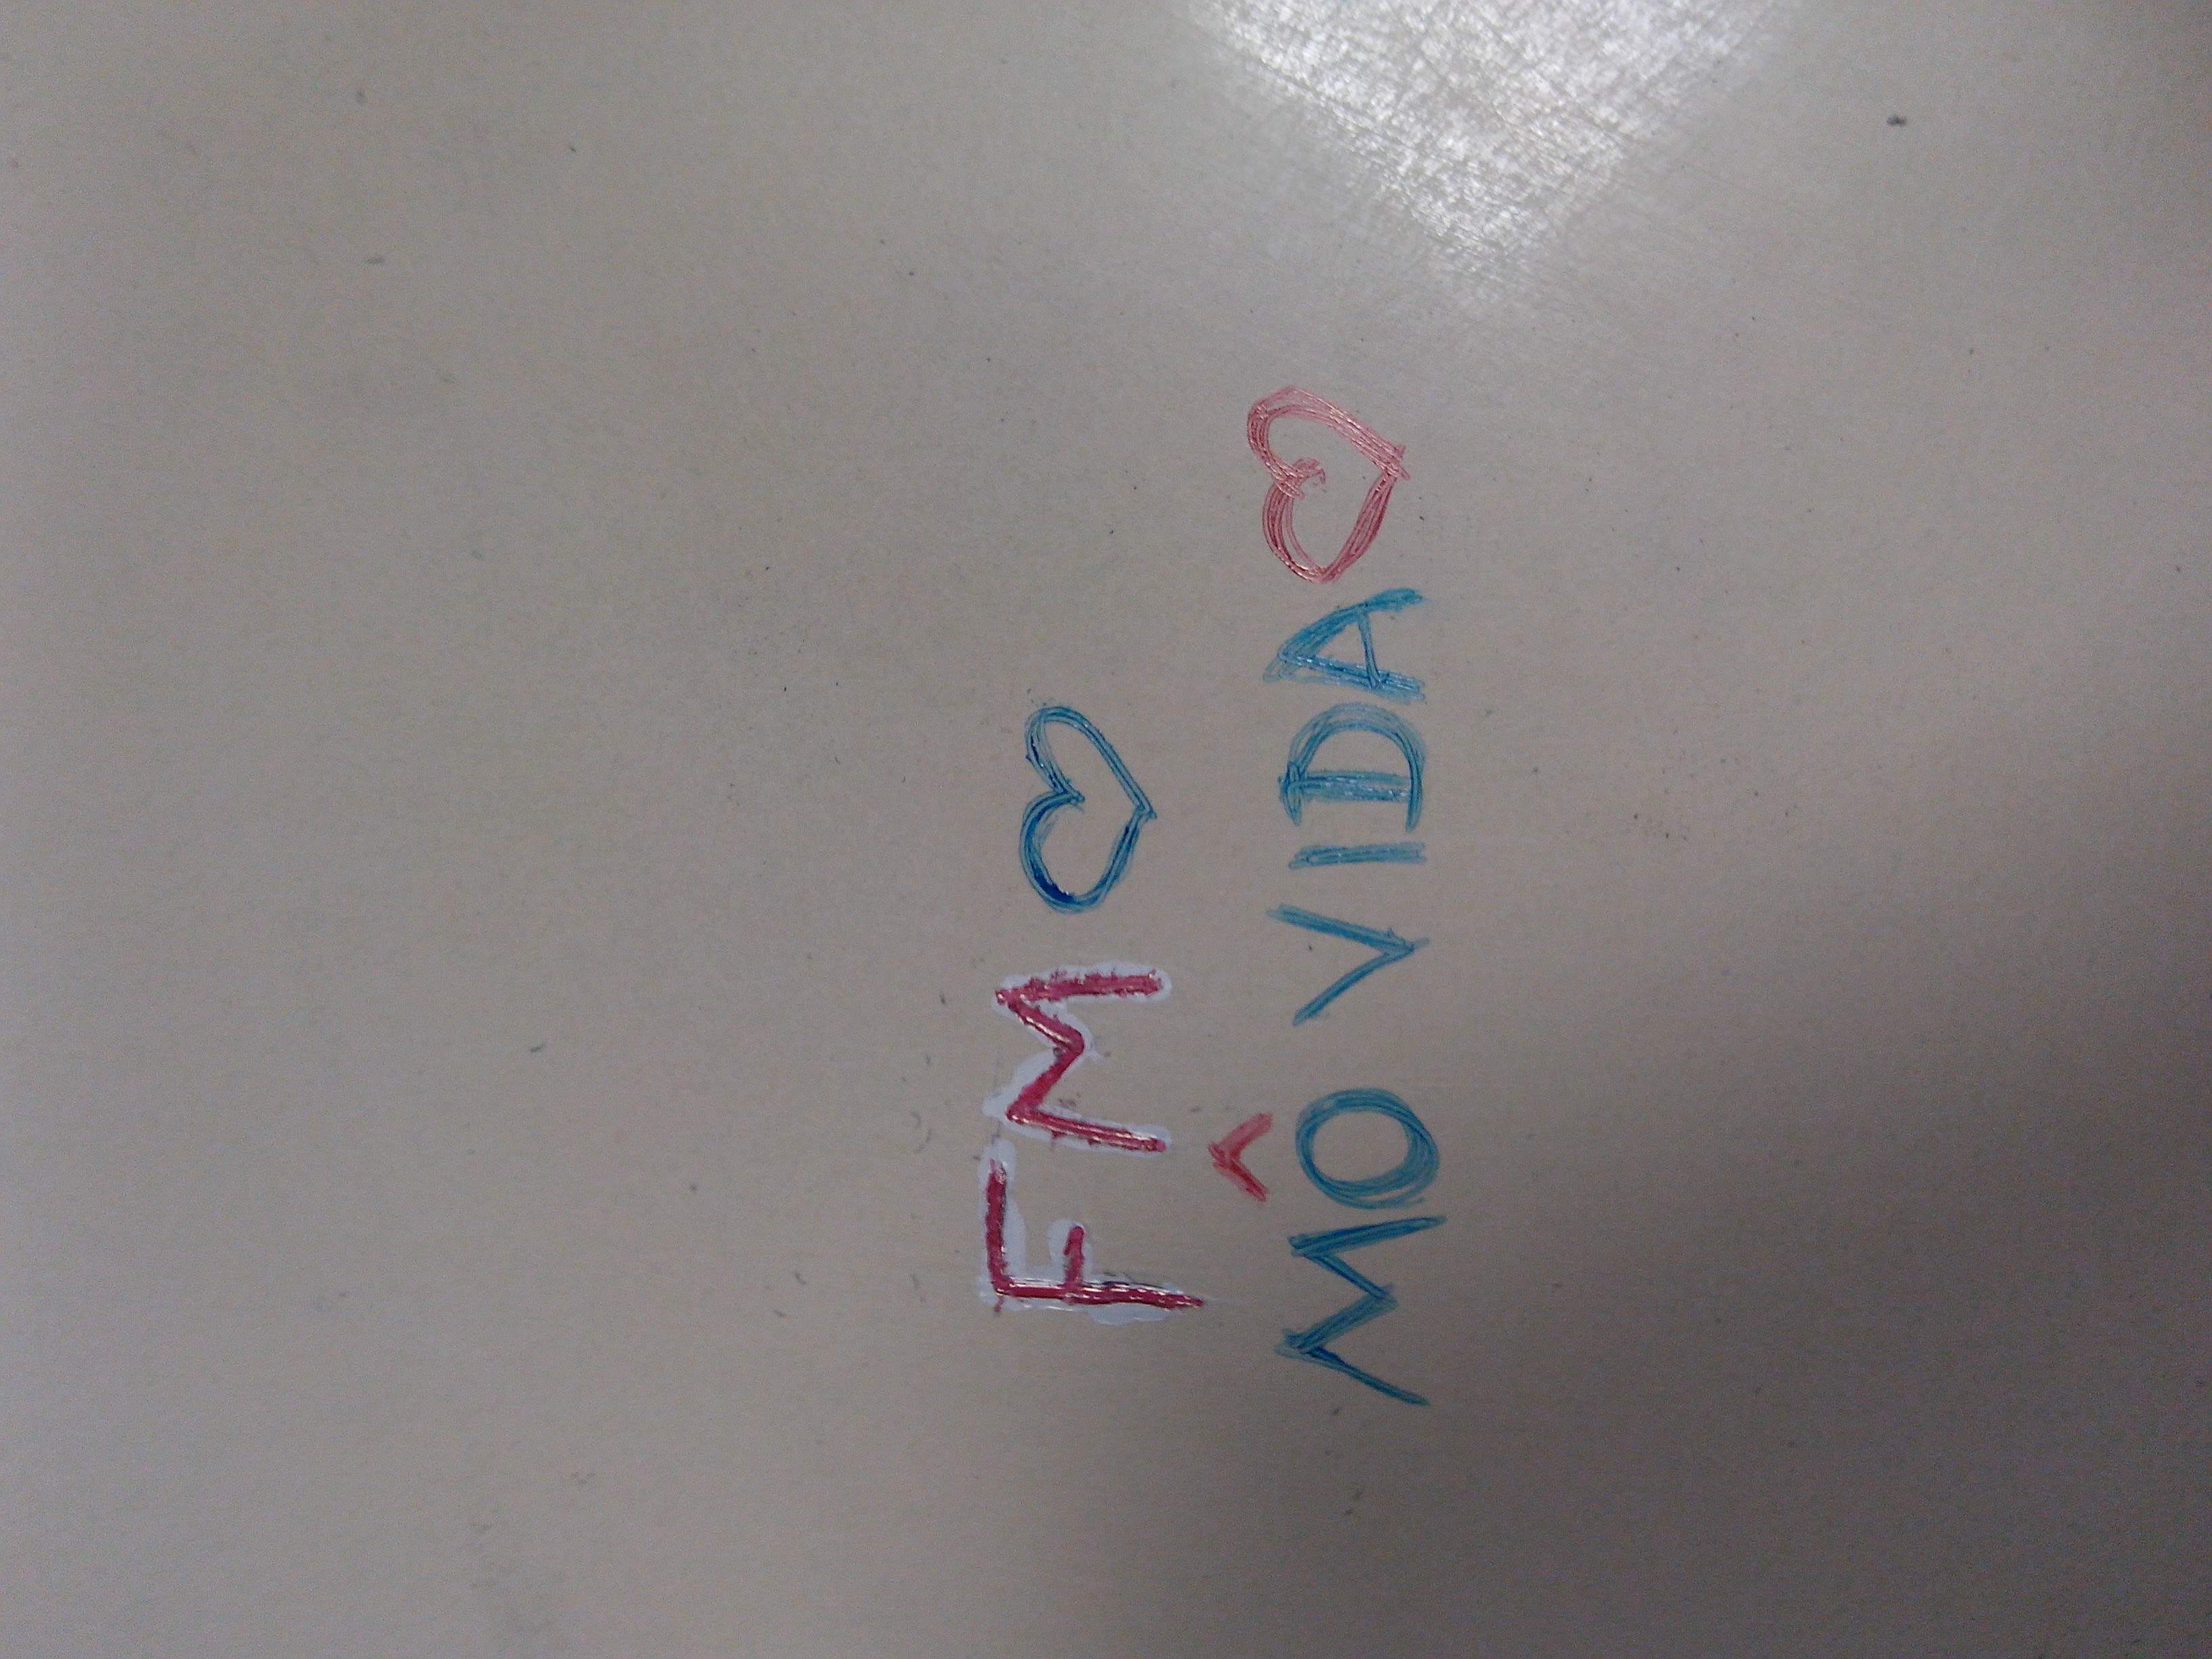 FM ♡
MÔ VIDA ♡